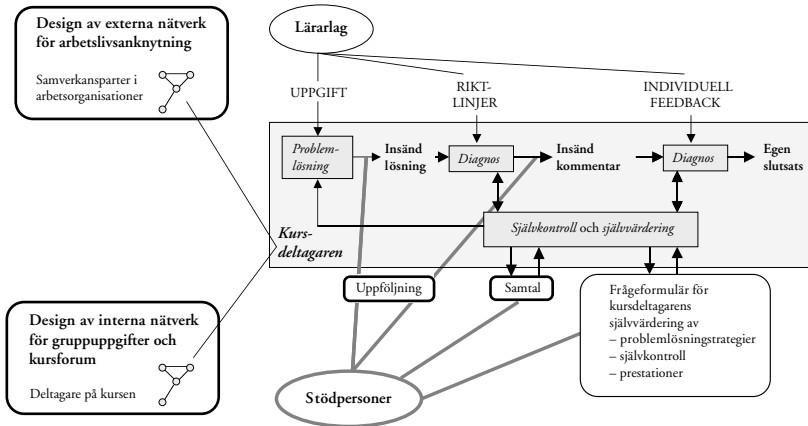 Design av externa nätverk
för arbetslivsanknytning
Samverkansparter i
arbetsorganisationer
Lärarlag
UPPGIFT
RIKT-
LINJER
INDIVIDUELL
FEEDBACK
Problem-
lösning
Insänd
lösning
Diagnos
Insänd
kommentar
Diagnos
Egen
slutsats
Självkontroll och självvärdering
Kurs-
deltagaren
Uppföljning
Samtal
Frågeformulär för
kursdeltagarens
självvärdering av
– problemlösningstrategier
– självkontroll
– prestationer
Design av interna nätverk
för gruppuppgifter och
kursforum
Deltagare på kursen
Stödpersoner